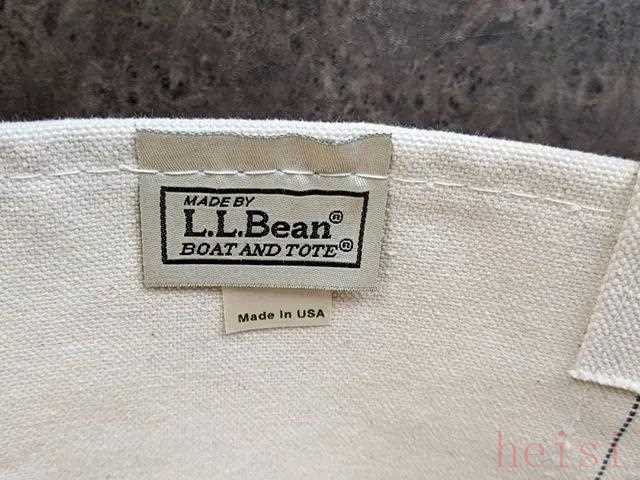 MADE BY
L.L.Bean®
BOAT AND TOTE®
Made In USA
heisi